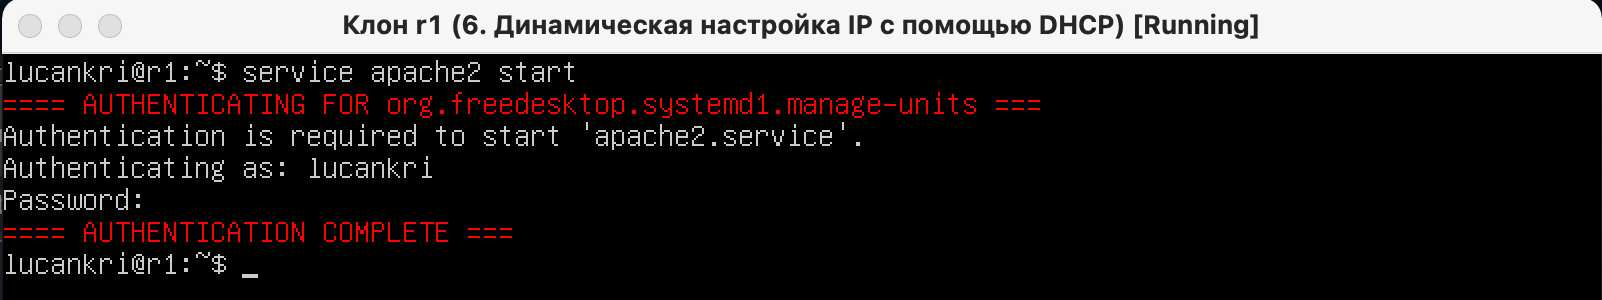 Клон r1 (6. Динамическая настройка IP с помощью DHCP) [Running]
lucankri@r1:~$ service apache2 start
==== AUTHENTICATING FOR org.freedesktop.systemd1.manage-units ===
Authentication is required to start 'apache2.service'.
Authenticating as: lucankri
Password:
==== AUTHENTICATION COMPLETE ===
lucankri@r1:~$ _